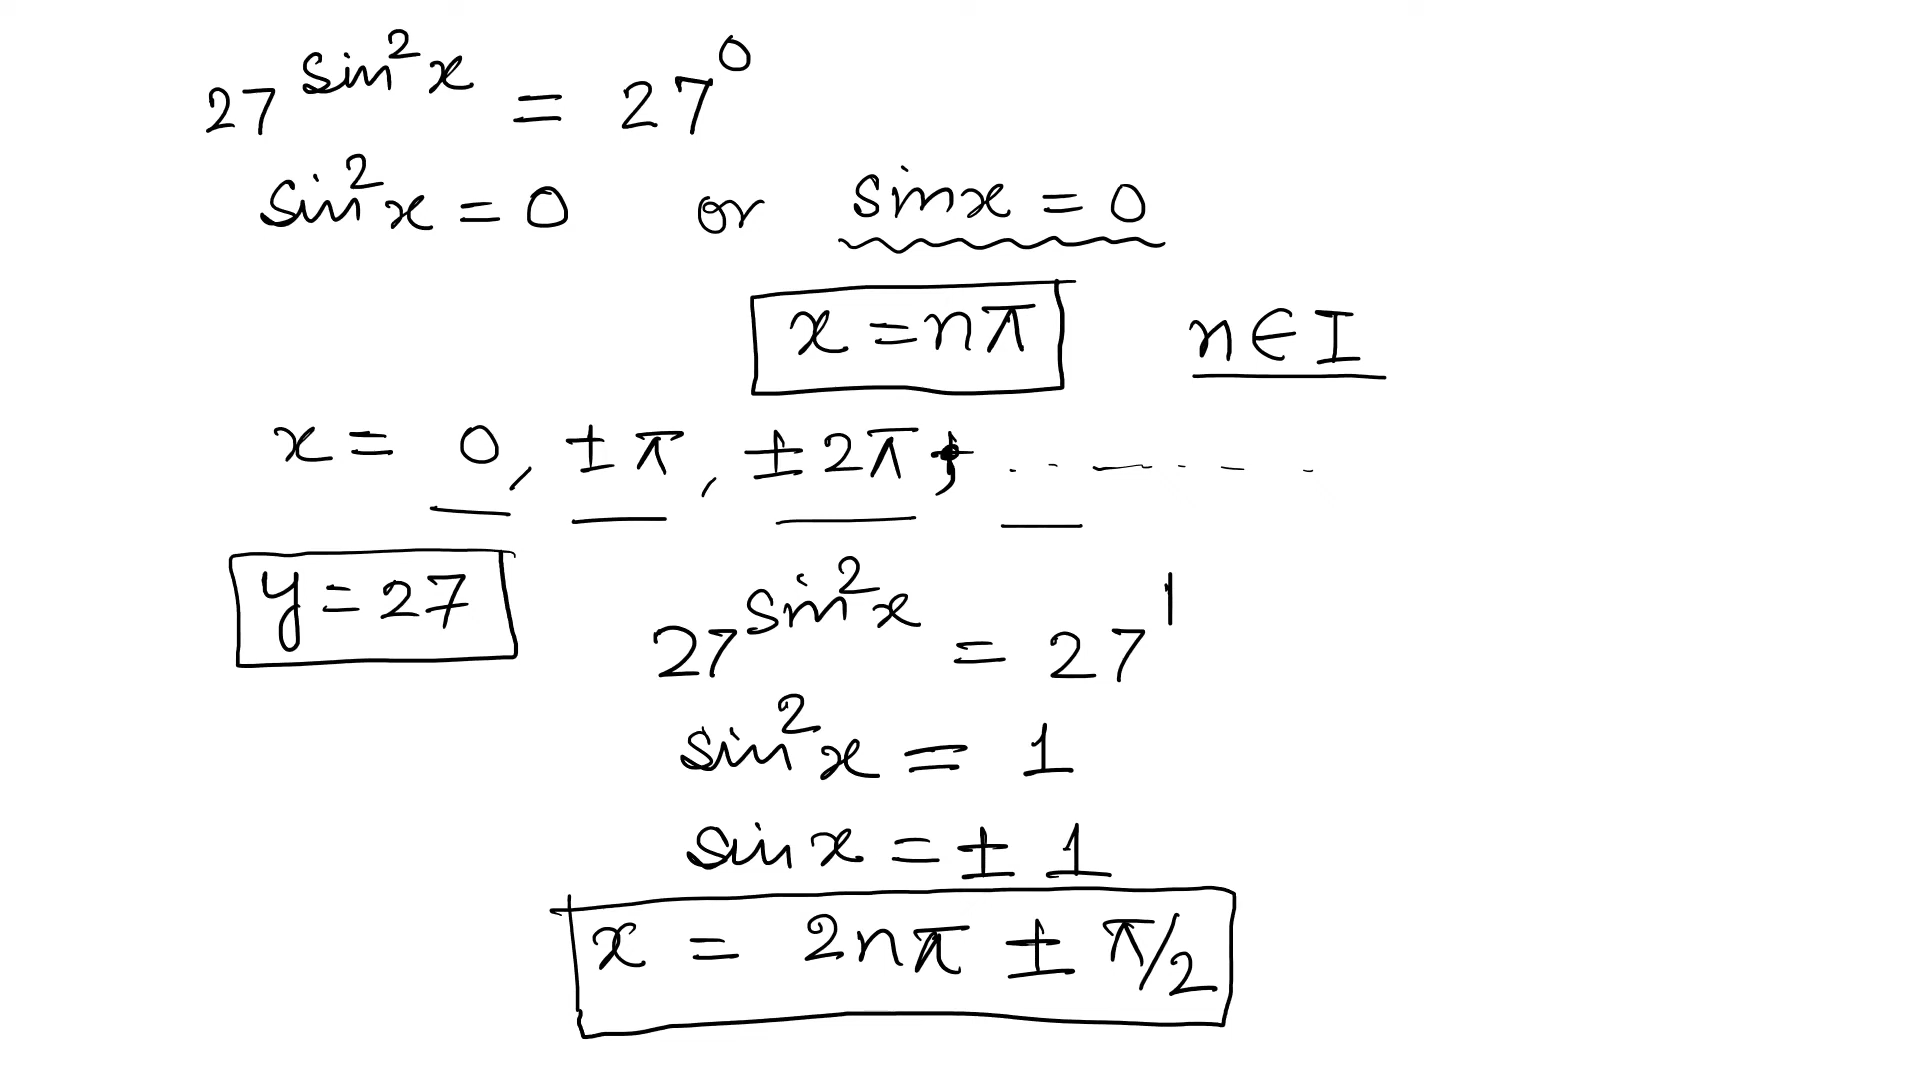 27^sin²x = 27^0
sin²x = 0 or sinx = 0
x = nπ n∈I
x = 0, ±π, ±2π, ..........
y = 27 27^sin²x = 27^1
sin²x = 1
sin x = ± 1
x = 2nπ ± π/2